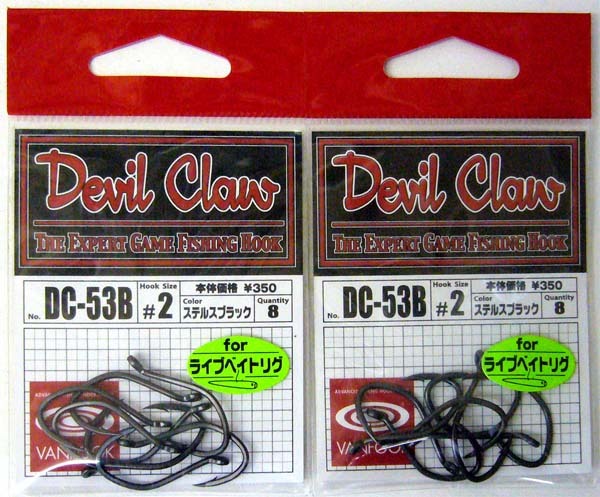 Devil Claw
THE EXPERT GAME FISHING HOOK
No. DC-53B
Hook Size
#2
本体価格 ¥350
Color
ステルスブラック
Quantity
8
for
ライブベイトリグ
VANFOOK
Devil Claw
THE EXPERT GAME FISHING HOOK
No. DC-53B
Hook Size
#2
本体価格 ¥350
Color
ステルスブラック
Quantity
8
for
ライブベイトリグ
VANFOOK